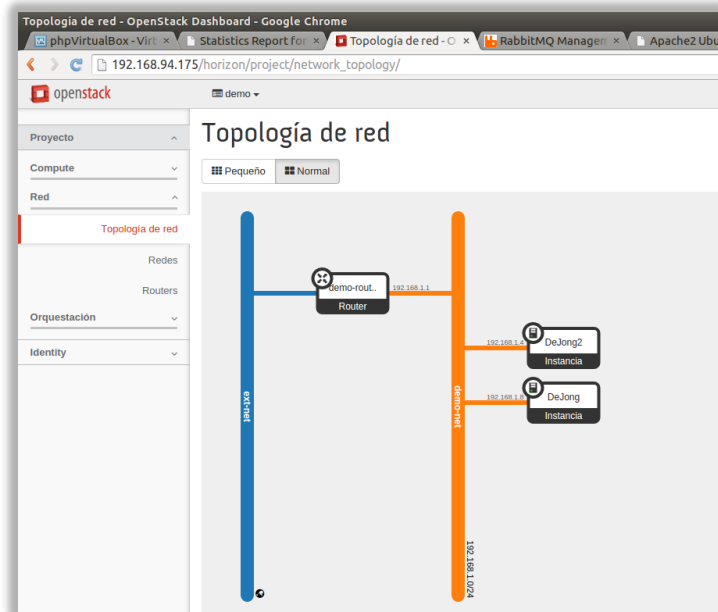 Topologia de red - OpenStack Dashboard - Google Chrome
phpVirtualBox - Virt
Statistics Report for
Topología de red - O
RabbitMQ Managem
Apache2 Ubu
192.168.94.175/horizon/project/network_topology/
openstack
demo
Proyecto
Compute
Red
Topología de red
Redes
Routers
Orquestación
Identity
Topología de red
Pequeño
Normal
demo-rout..
Router
192.168.1.1
192.168.1.4
DeJong2
Instancia
192.168.1.8
DeJong
Instancia
ext-net
demo-net
192.168.1.0/24